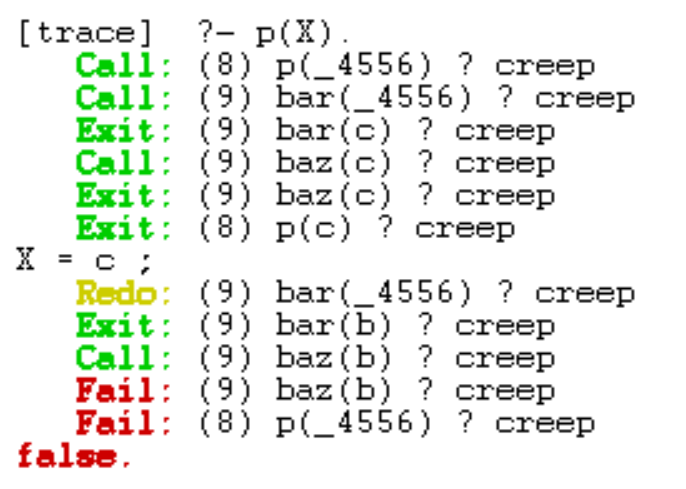 [trace]  ?- p(X).
   Call: (8) p(_4556) ? creep
   Call: (9) bar(_4556) ? creep
   Exit: (9) bar(c) ? creep
   Call: (9) baz(c) ? creep
   Exit: (9) baz(c) ? creep
   Exit: (8) p(c) ? creep
X = c ;
   Redo: (9) bar(_4556) ? creep
   Exit: (9) bar(b) ? creep
   Call: (9) baz(b) ? creep
   Fail: (9) baz(b) ? creep
   Fail: (8) p(_4556) ? creep
false.